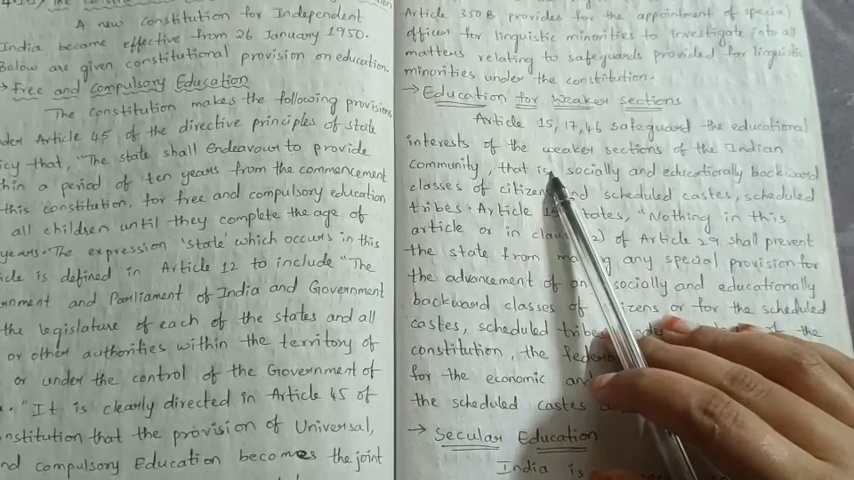 A new constitution for Independent
India became effective from 26 January 1950.
Below are given constitutional provision on education.
→ Free and compulsory Education
The constitution makes the following provisions
der Article 45 of the directive principles of state
icy that, "The state shall Endeavour to provide
hin a period of ten years from the commencement
this constitution, for free and compulsory education
all children until they complete the age of
years." The expression 'state' which occurs in this
cle is defined in Article 12 to include "The
rnment and Parliament of India and Government
the legislature of each of the states and all
or other authorities within the territory of
or under the control of the Government of
"It is clearly directed in Article 45 of
nstitution that the provision of Universal,
nd compulsory Education becomes the joint
Article 350 B provides for the appointment of special
officer for linguistic minorities to investigate into all
matters relating to safeguards provided for linguistic
minorities under the constitution.
→ Education for weaker sections
Article 15, 17, 46 safeguard the educational
interests of the weaker sections of the Indian
community, that is, socially and educationally backward
classes of citizens and scheduled castes, scheduled
tribes. Article 15 states, "Nothing in this
article or in clause (2) of Article 29 shall prevent
the state from making any special provision for
the advancement of any socially and educationally
backward classes of citizens or for the scheduled
castes, scheduled tribes. of the
constitution, the federal
for the economic and
the scheduled castes
→ Secular Education
India is